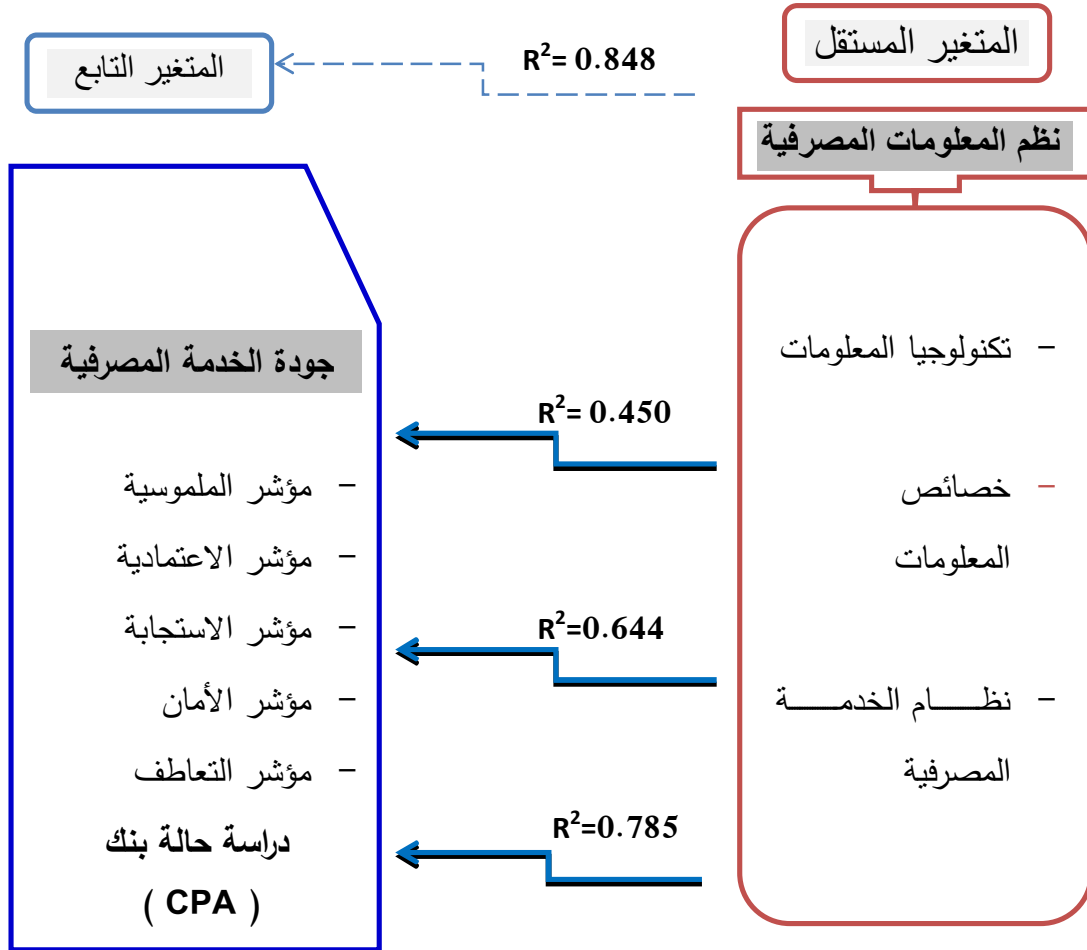 المتغير المستقل
R²= 0.848
المتغير التابع
نظم المعلومات المصرفية
– تكنولوجيا المعلومات
– خصائص
المعلومات
– نظـــــام الخدمـــــــة
المصرفية
R²= 0.450
R²=0.644
R²=0.785
جودة الخدمة المصرفية
– مؤشر الملموسية
– مؤشر الاعتمادية
– مؤشر الاستجابة
– مؤشر الأمان
– مؤشر التعاطف
دراسة حالة بنك
( CPA )